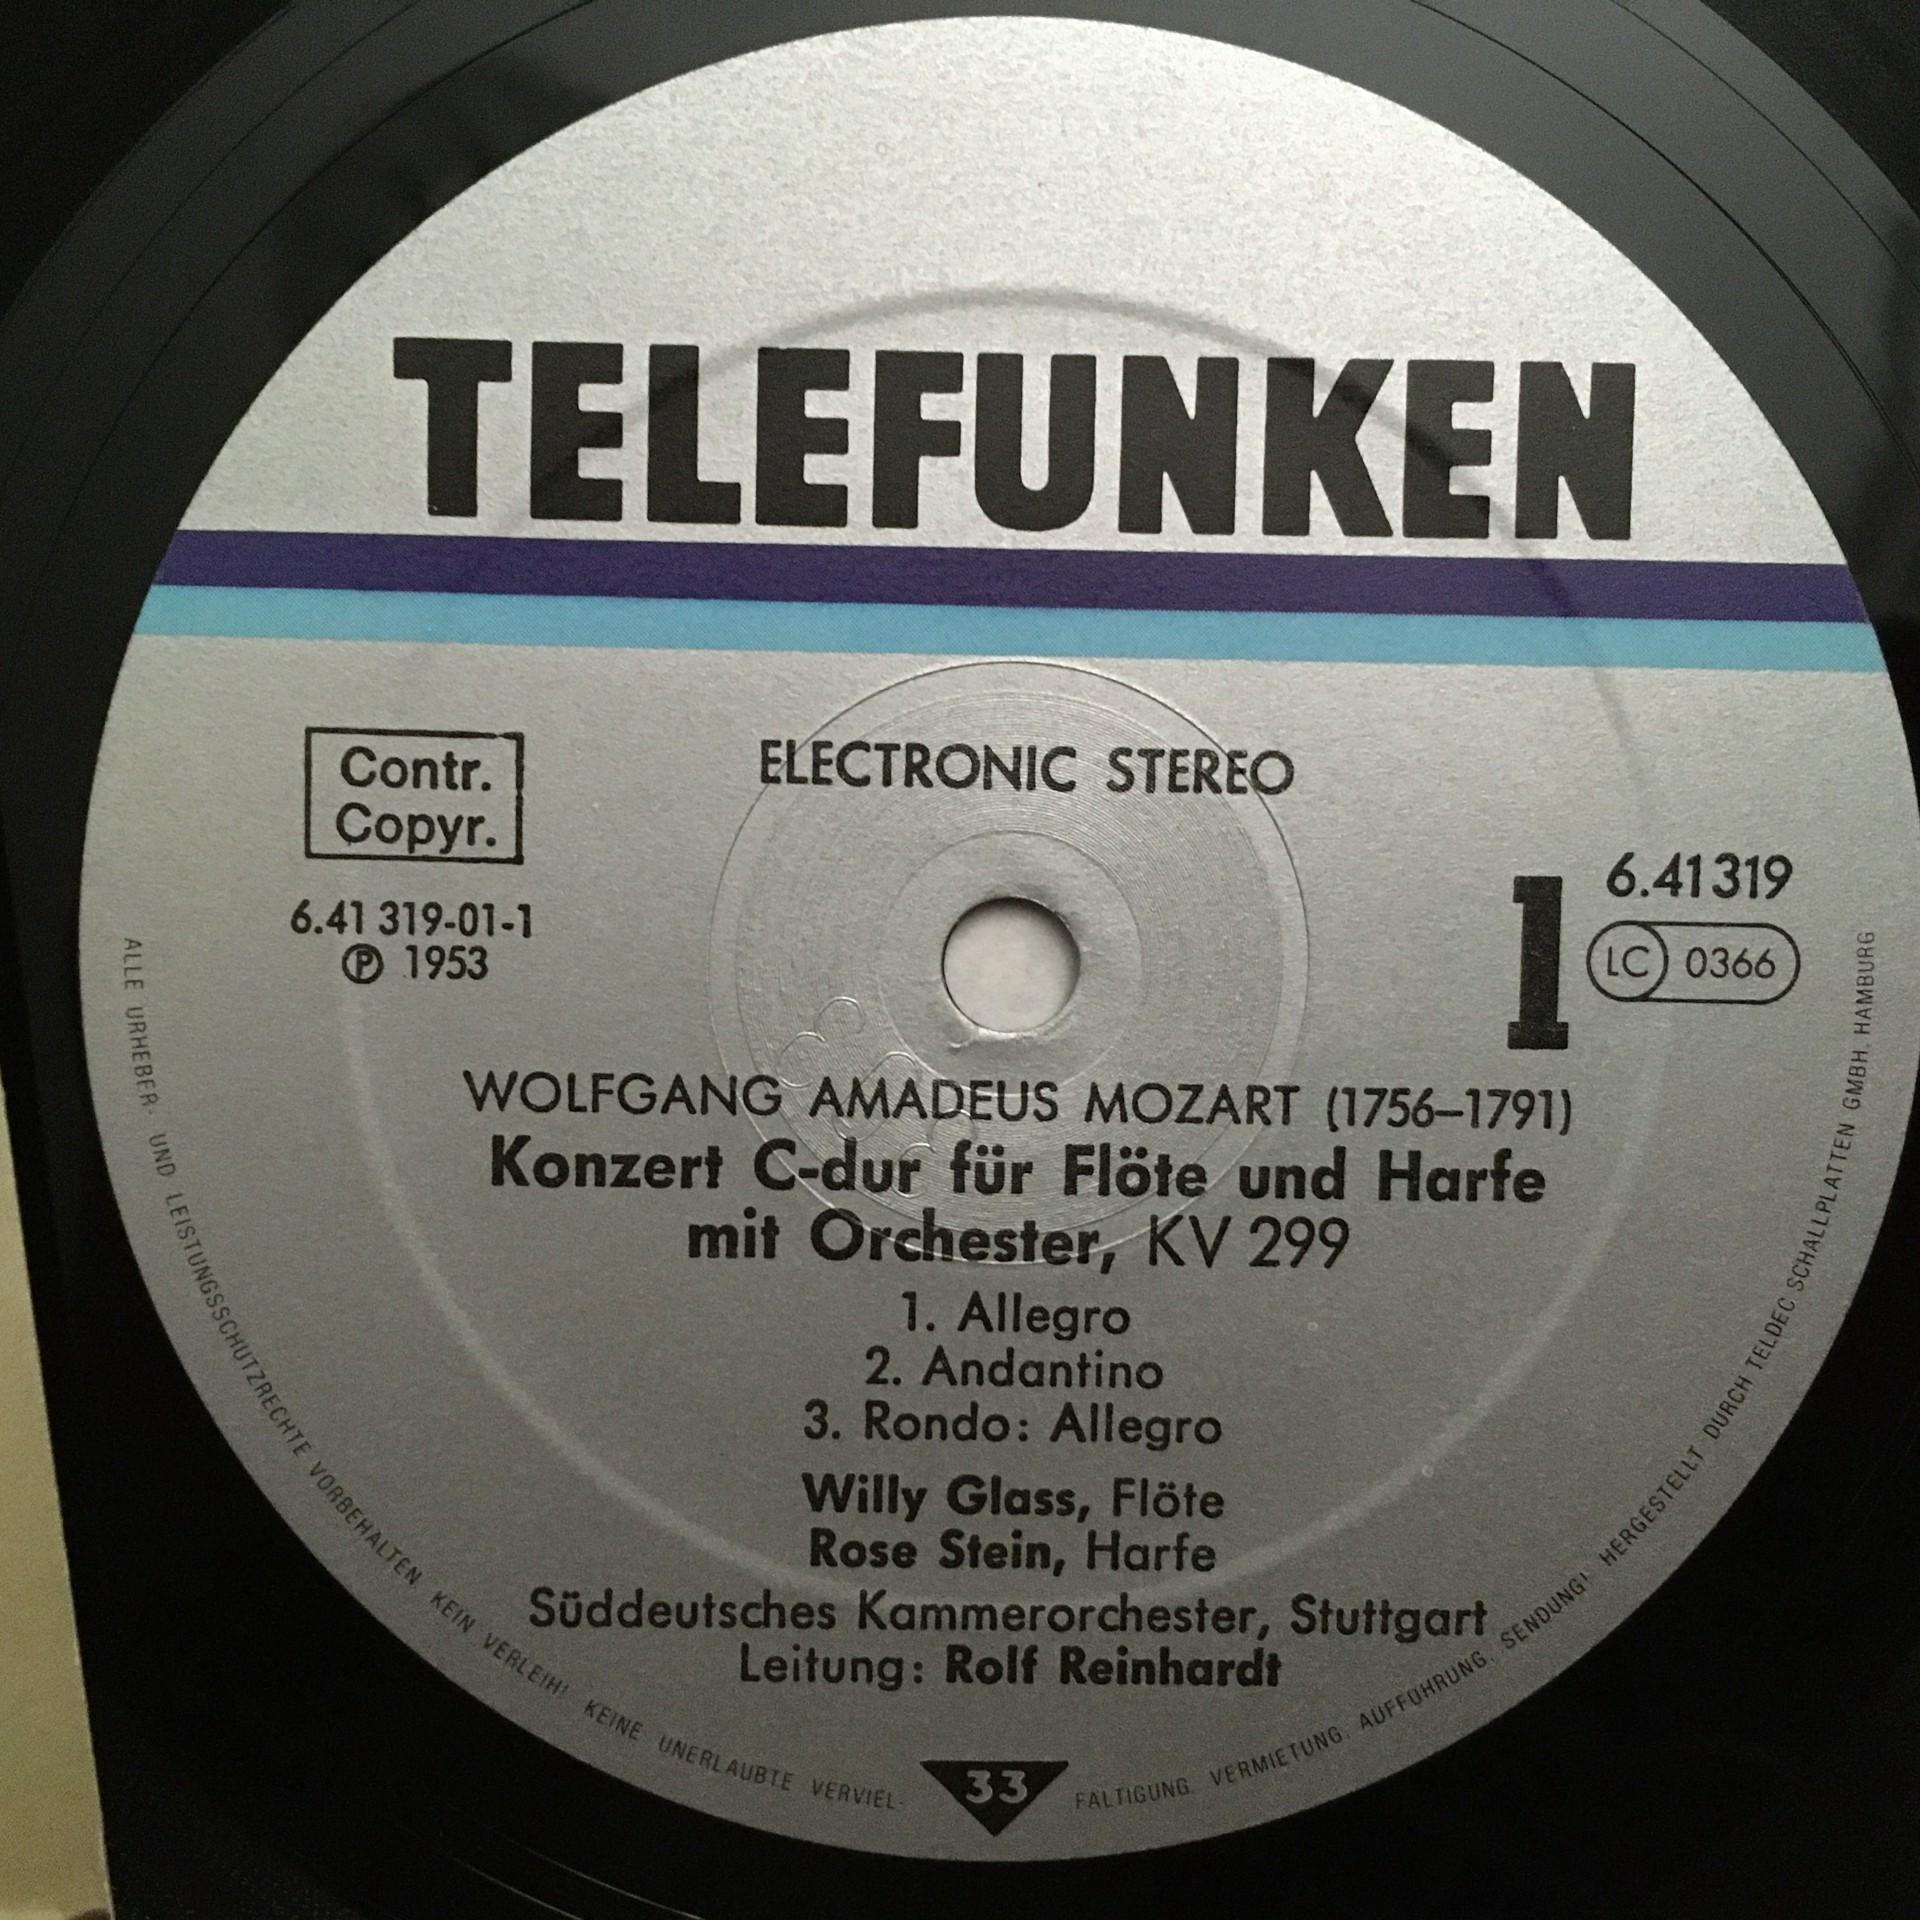 TELEFUNKEN
ELECTRONIC STEREO
Contr.
Copyr.
6.41 319-01-1
℗ 1953
1
6.41319
LC 0366
WOLFGANG AMADEUS MOZART (1756–1791)
Konzert C-dur für Flöte und Harfe
mit Orchester, KV 299
1. Allegro
2. Andantino
3. Rondo: Allegro
Willy Glass, Flöte
Rose Stein, Harfe
Süddeutsches Kammerorchester, Stuttgart
Leitung: Rolf Reinhardt
33
ALLE URHEBER- UND LEISTUNGSSCHUTZRECHTE VORBEHALTEN. KEIN VERLEIH! KEINE UNERLAUBTE VERVIEL- FÄLTIGUNG. VERMIETUNG. AUFFÜHRUNG. SENDUNG! HERGESTELLT DURCH TELDEC SCHALLPLATTEN GMBH. HAMBURG